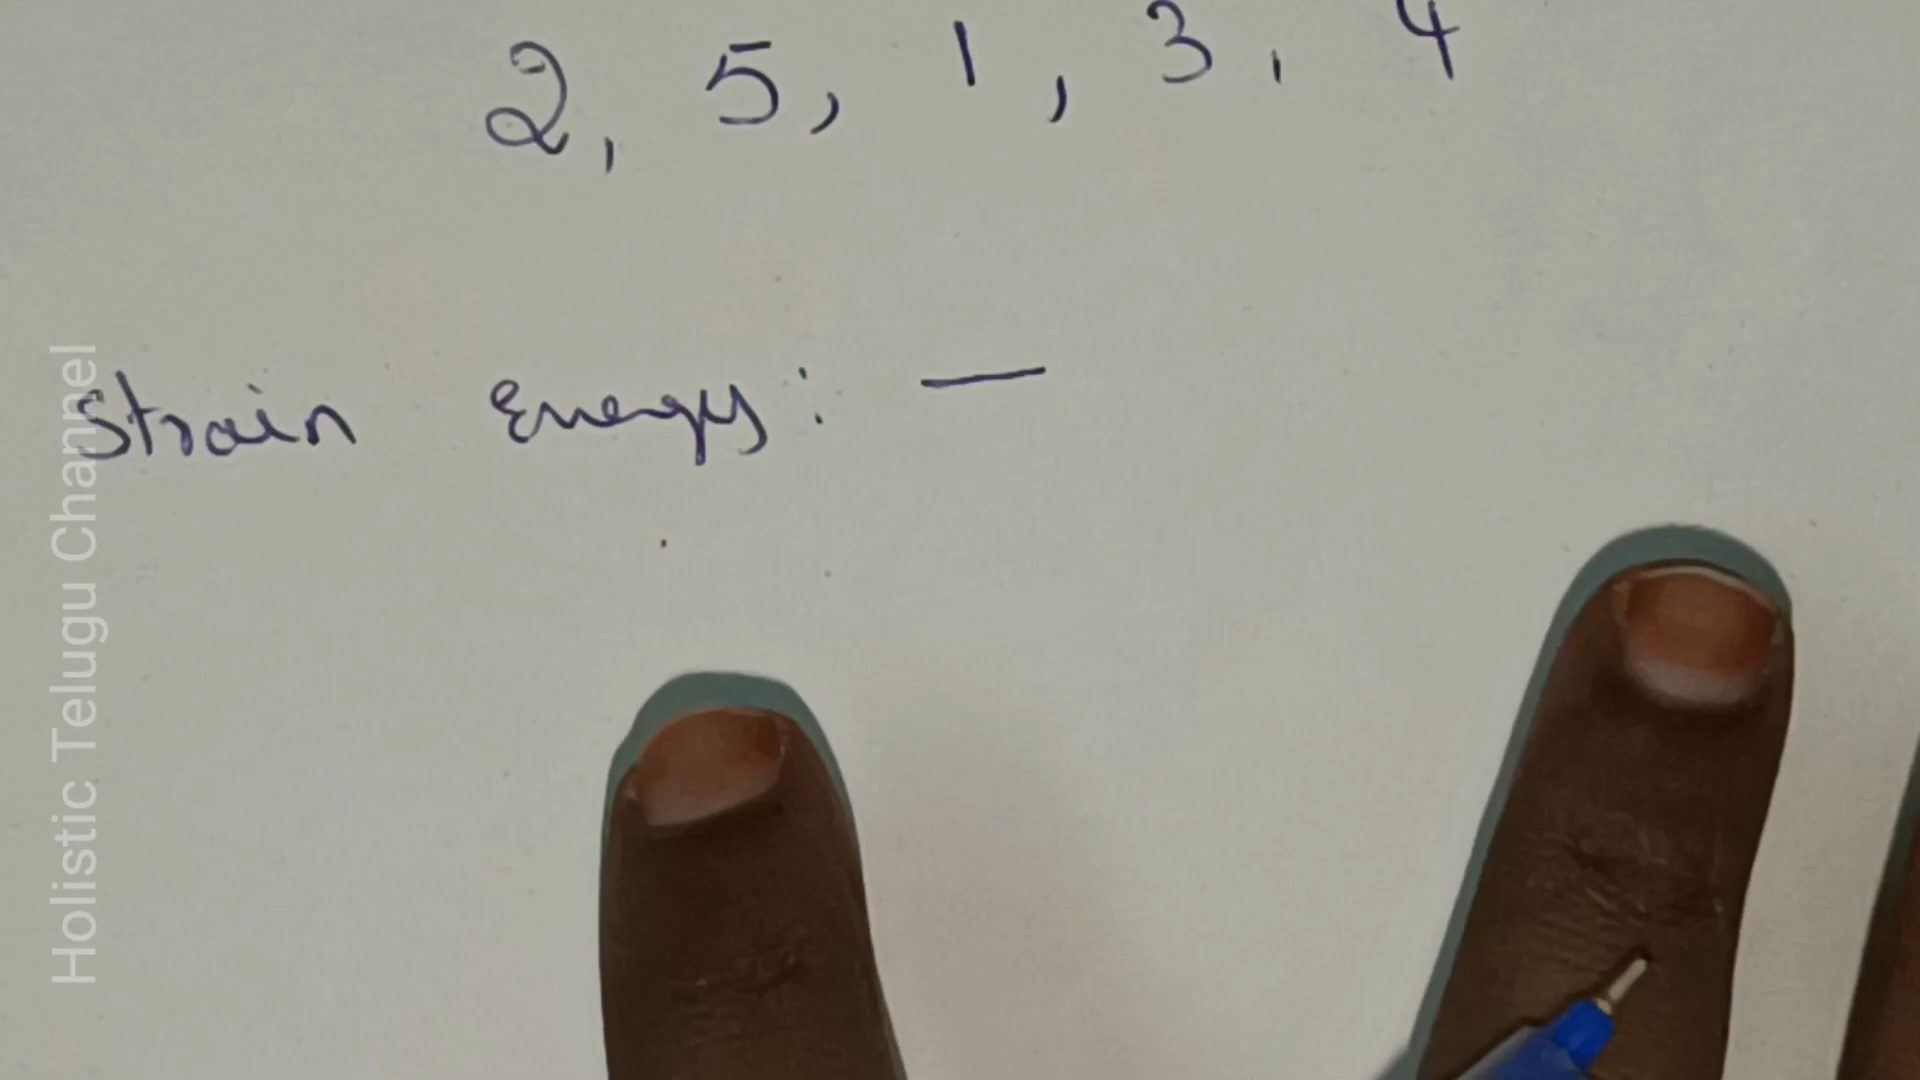 2, 5, 1, 3, 4
Strain Energy: —
Holistic Telugu Channel